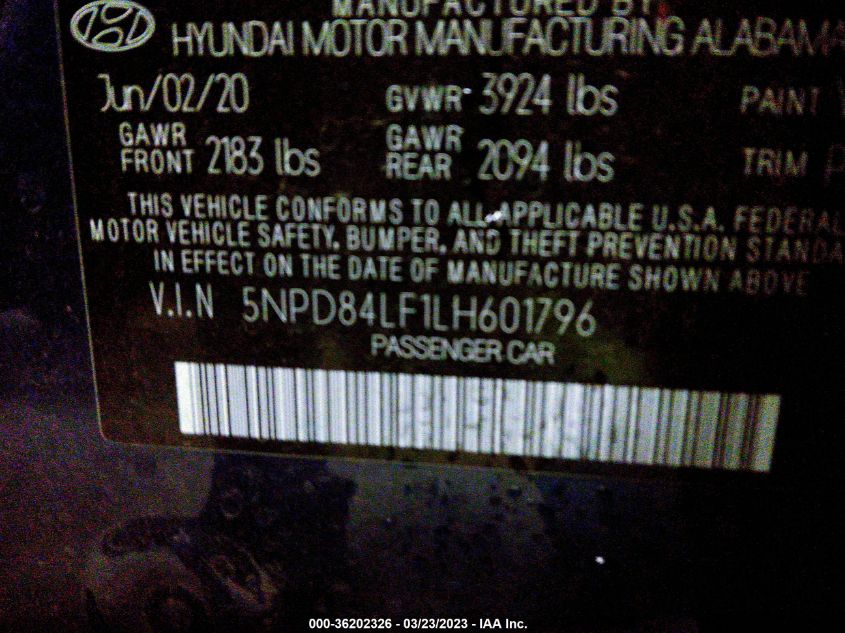 MANUFACTURED BY
HYUNDAI MOTOR MANUFACTURING ALABAMA
Jun/02/20 GVWR 3924 lbs PAINT
GAWR FRONT 2183 lbs GAWR REAR 2094 lbs TRIM
THIS VEHICLE CONFORMS TO ALL APPLICABLE U.S.A. FEDERAL
MOTOR VEHICLE SAFETY, BUMPER, AND THEFT PREVENTION STANDA
IN EFFECT ON THE DATE OF MANUFACTURE SHOWN ABOVE
V.I.N 5NPD84LF1LH601796
PASSENGER CAR
000-36202326 - 03/23/2023 - IAA Inc.